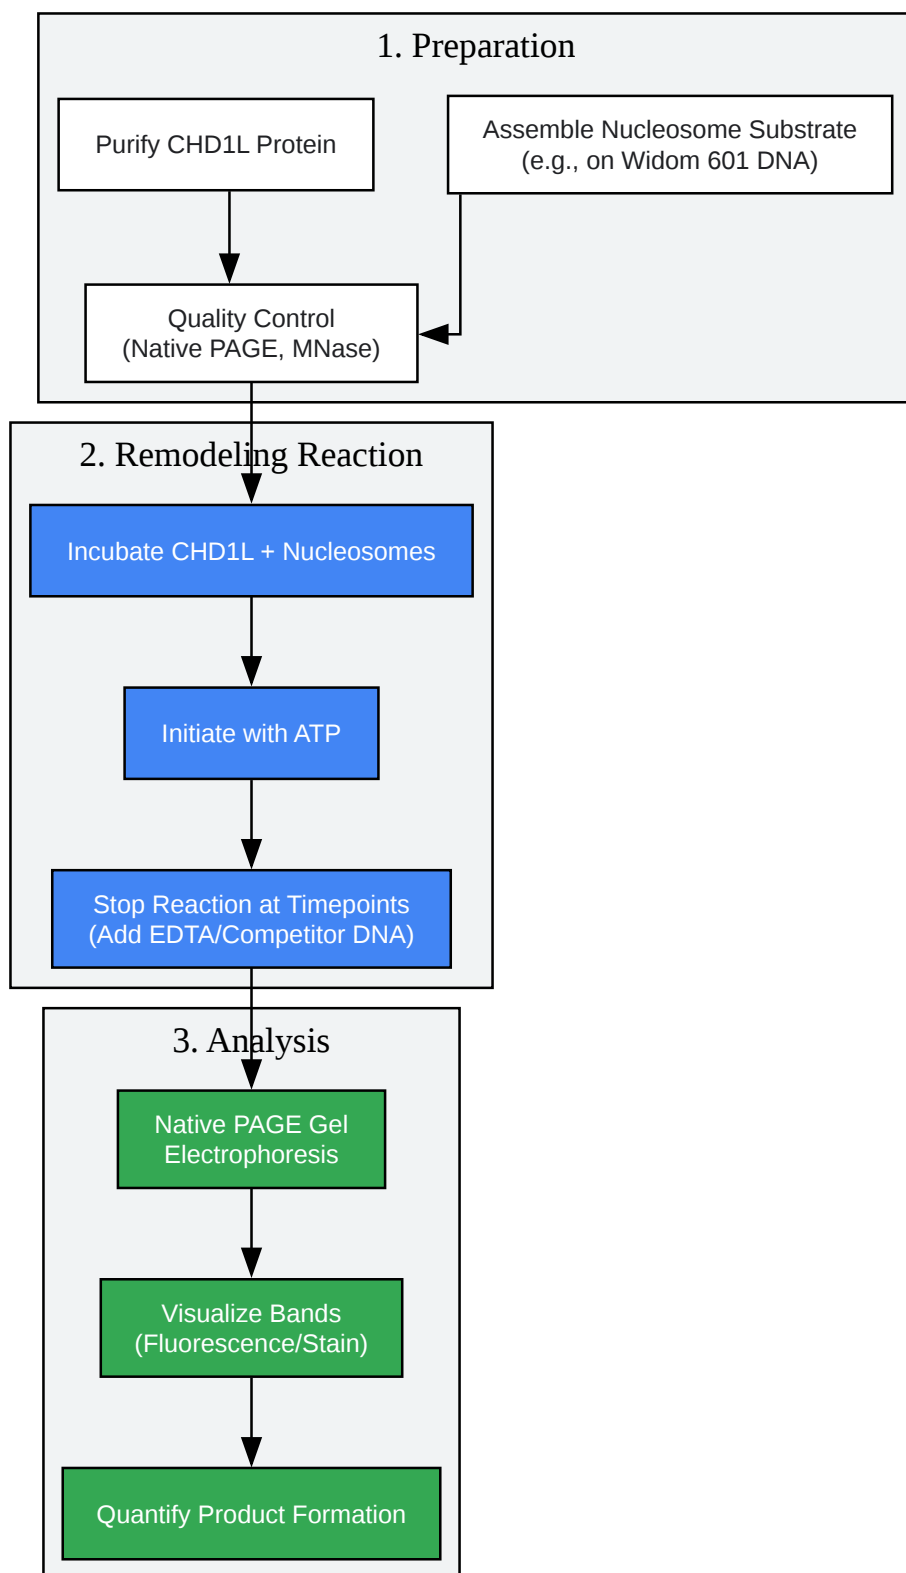 1. Preparation
Purify CHD1L Protein
Assemble Nucleosome Substrate
(e.g., on Widom 601 DNA)
Quality Control
(Native PAGE, MNase)
2. Remodeling Reaction
Incubate CHD1L + Nucleosomes
Initiate with ATP
Stop Reaction at Timepoints
(Add EDTA/Competitor DNA)
3. Analysis
Native PAGE Gel
Electrophoresis
Visualize Bands
(Fluorescence/Stain)
Quantify Product Formation